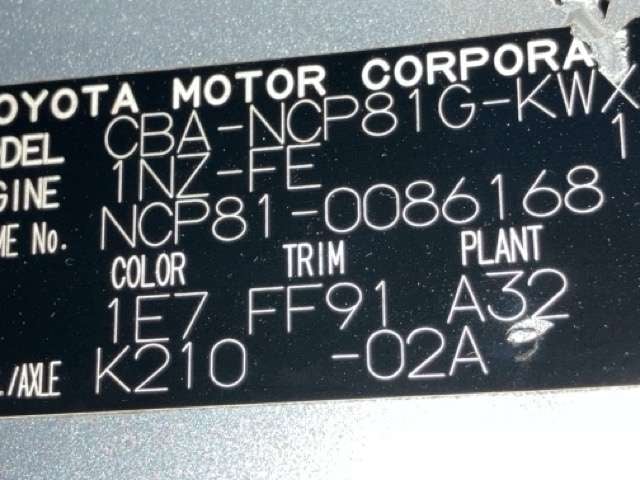 OYOTA MOTOR CORPORA
DEL CBA-NCP81G-KWX
1
GINE 1NZ-FE
ME No. NCP81-0086168
COLOR TRIM PLANT
1E7 FF91 A32
./AXLE K210 -02A